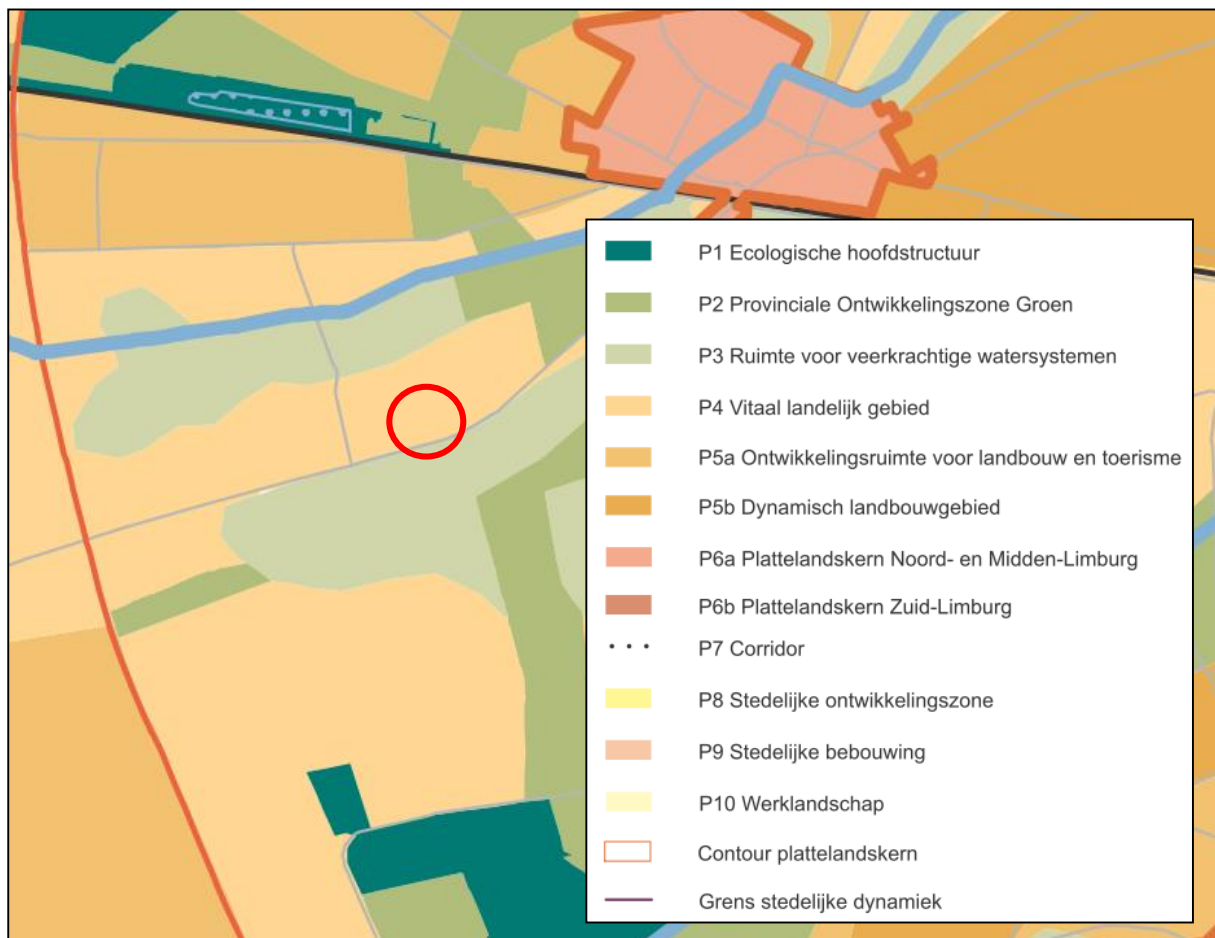 P1 Ecologische hoofdstructuur
P2 Provinciale Ontwikkelingszone Groen
P3 Ruimte voor veerkrachtige watersystemen
P4 Vitaal landelijk gebied
P5a Ontwikkelingsruimte voor landbouw en toerisme
P5b Dynamisch landbouwgebied
P6a Plattelandskern Noord- en Midden-Limburg
P6b Plattelandskern Zuid-Limburg
P7 Corridor
P8 Stedelijke ontwikkelingszone
P9 Stedelijke bebouwing
P10 Werklandschap
Contour plattelandskern
Grens stedelijke dynamiek